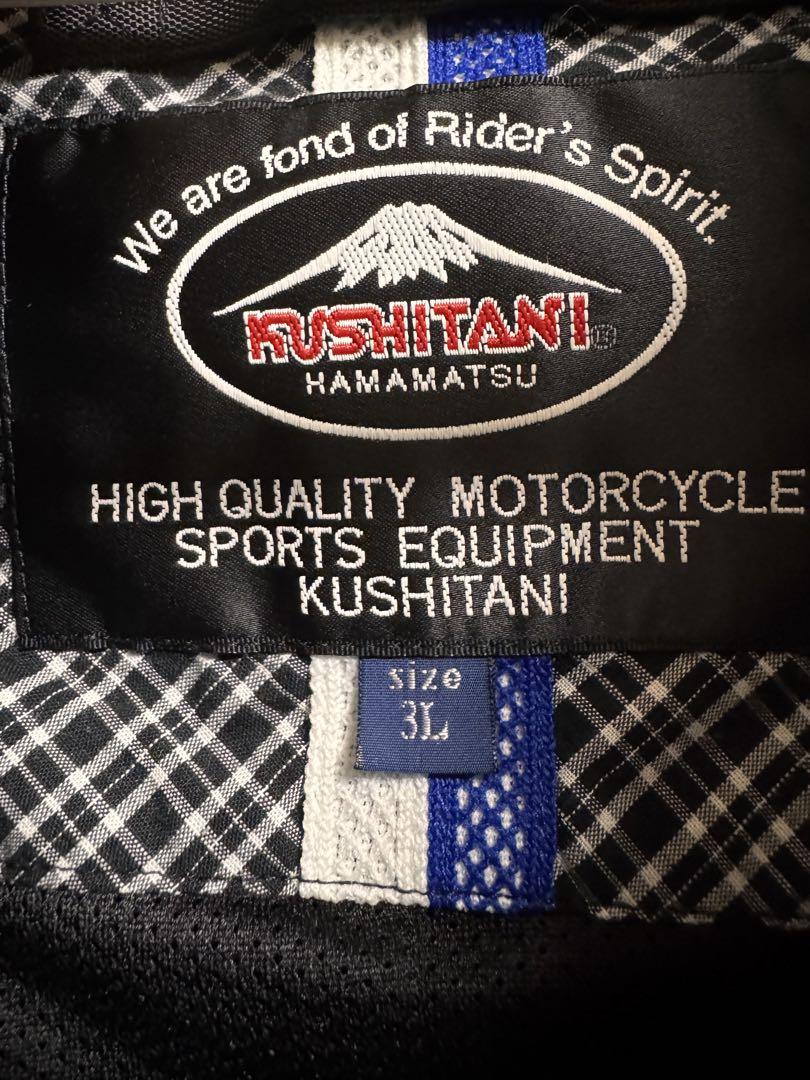 We are fond of Rider's Spirit.
KUSHITANI
HAMAMATSU
HIGH QUALITY MOTORCYCLE
SPORTS EQUIPMENT
KUSHITANI
size
3L